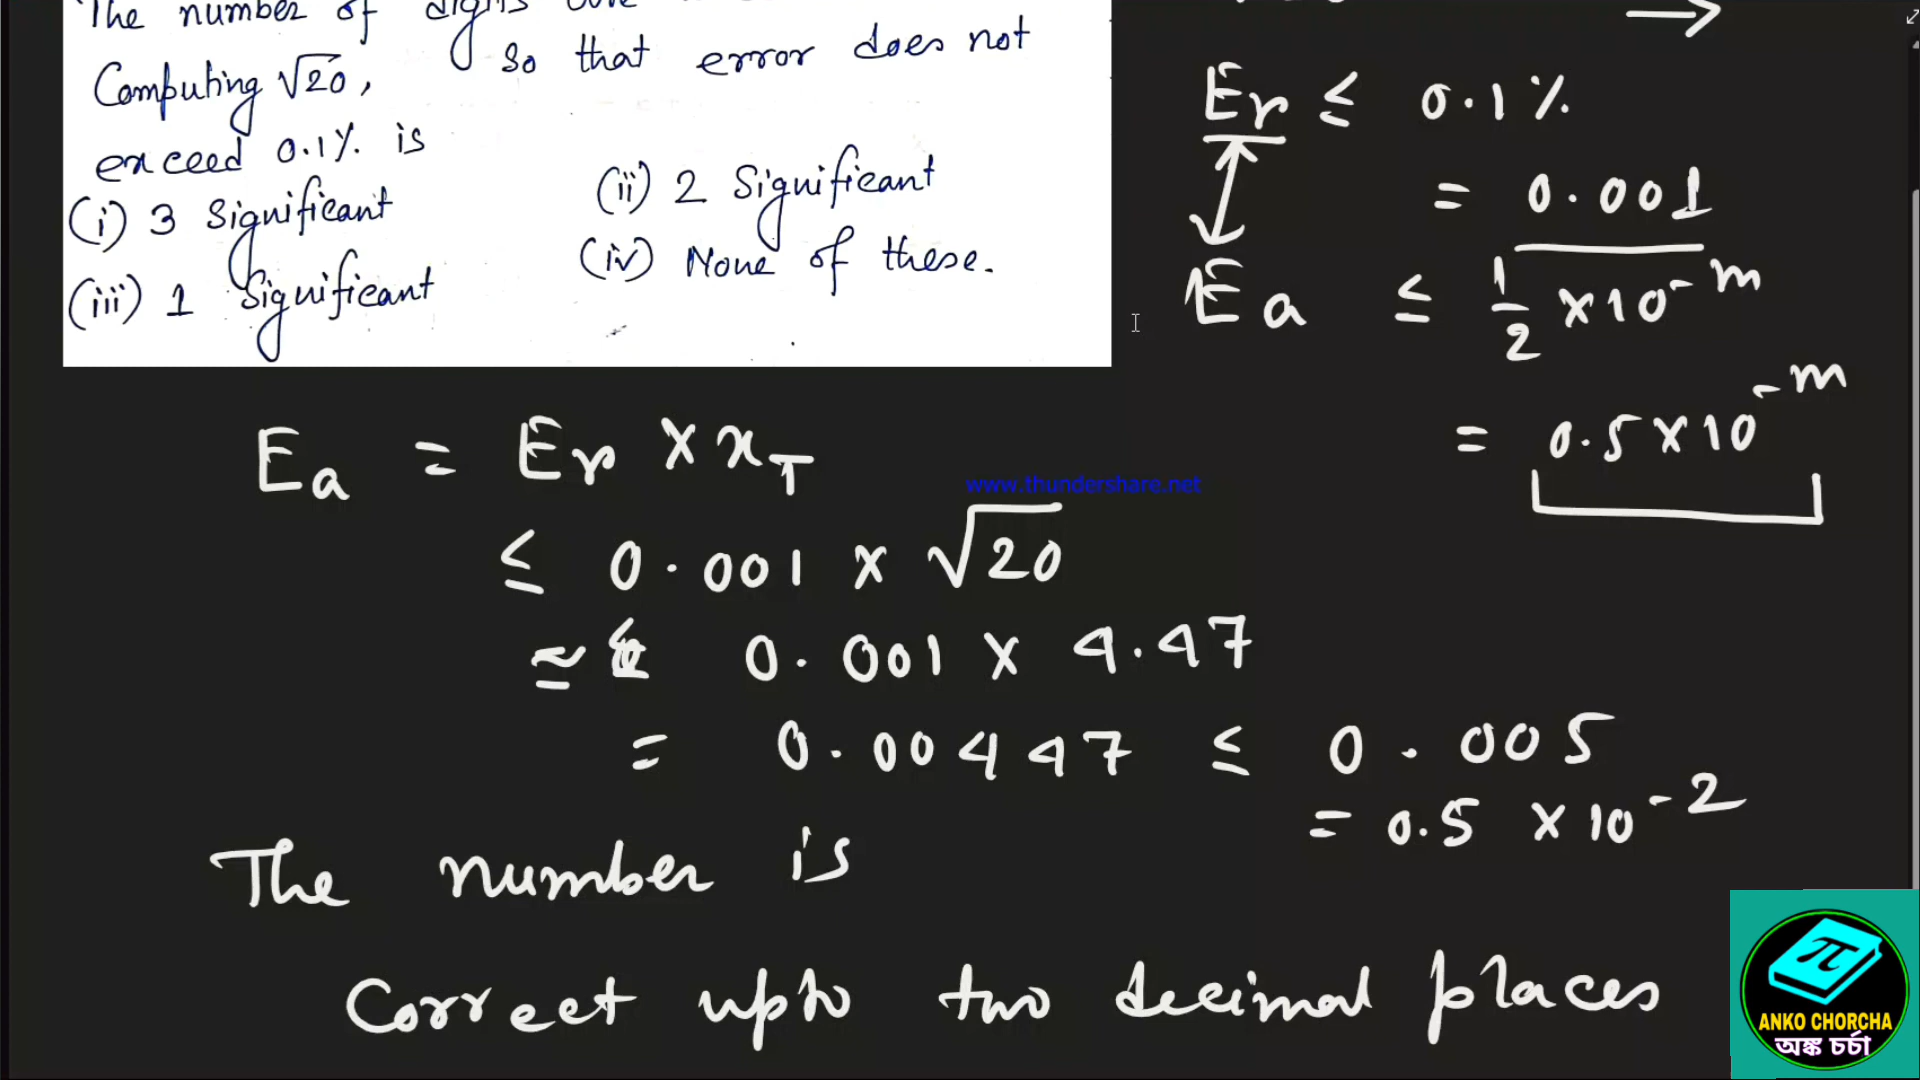 The number of digits
Computing √20, so that error does not
exceed 0.1% is
(i) 3 Significant (ii) 2 Significant
(iii) 1 Significant (iv) None of these.
Er ≤ 0.1%
= 0.001
Ea ≤ 1/2 × 10^-m
= 0.5 × 10^-m
Ea = Er × xT
www.thundershare.net
≤ 0.001 × √20
≃ 0.001 × 4.47
= 0.00447 ≤ 0.005
= 0.5 × 10^-2
The number is
Correct upto two decimal places
ANKO CHORCHA
অঙ্ক চর্চা